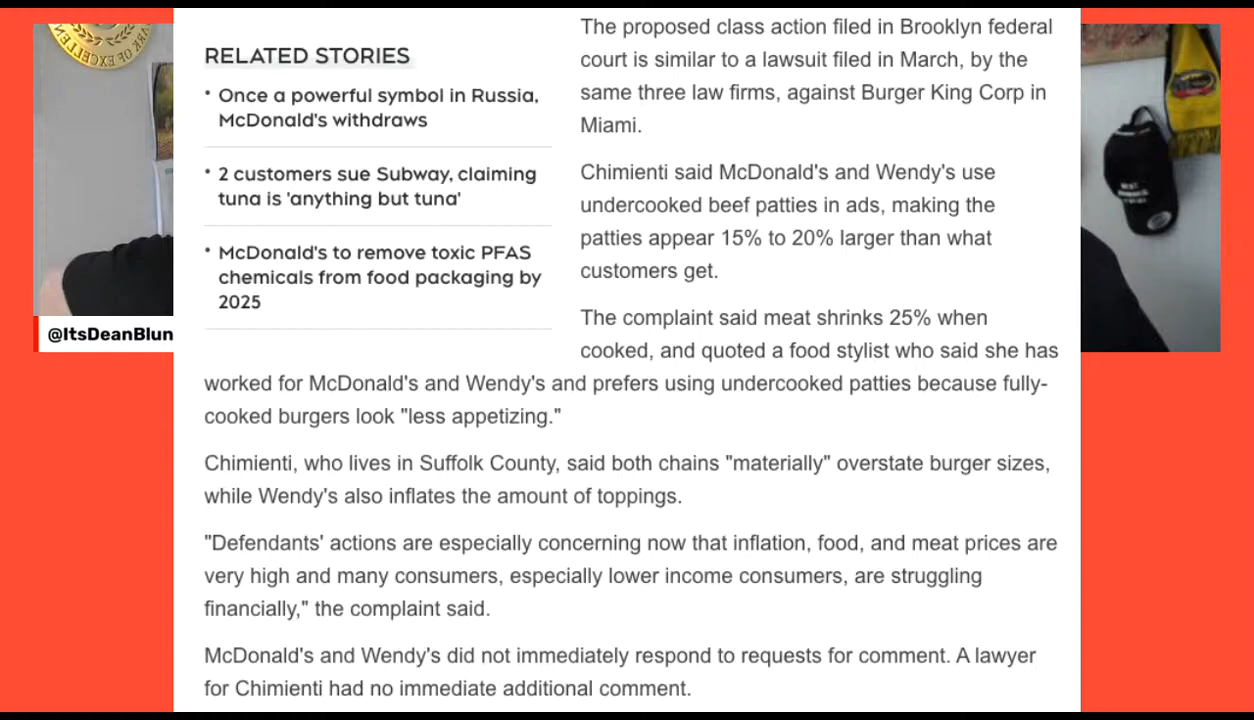 RK OF EXCELLEN
RELATED STORIES
• Once a powerful symbol in Russia,
McDonald's withdraws
• 2 customers sue Subway, claiming
tuna is 'anything but tuna'
• McDonald's to remove toxic PFAS
chemicals from food packaging by
2025
@ItsDeanBlun
The proposed class action filed in Brooklyn federal
court is similar to a lawsuit filed in March, by the
same three law firms, against Burger King Corp in
Miami.
Chimienti said McDonald's and Wendy's use
undercooked beef patties in ads, making the
patties appear 15% to 20% larger than what
customers get.
The complaint said meat shrinks 25% when
cooked, and quoted a food stylist who said she has
worked for McDonald's and Wendy's and prefers using undercooked patties because fully-
cooked burgers look "less appetizing."
Chimienti, who lives in Suffolk County, said both chains "materially" overstate burger sizes,
while Wendy's also inflates the amount of toppings.
"Defendants' actions are especially concerning now that inflation, food, and meat prices are
very high and many consumers, especially lower income consumers, are struggling
financially," the complaint said.
McDonald's and Wendy's did not immediately respond to requests for comment. A lawyer
for Chimienti had no immediate additional comment.